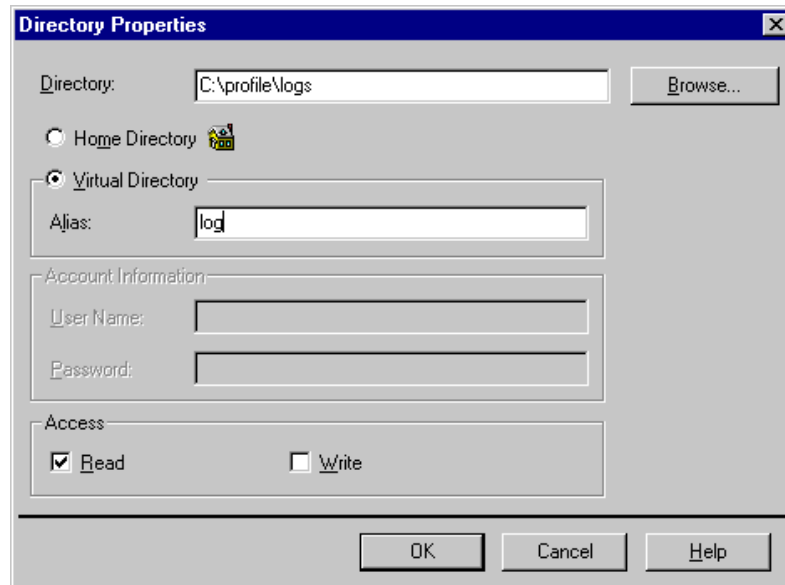 Directory Properties
Directory: C:\profile\logs Browse...
Home Directory
Virtual Directory
Alias: log
Account Information
User Name:
Password:
Access
Read Write
OK Cancel Help